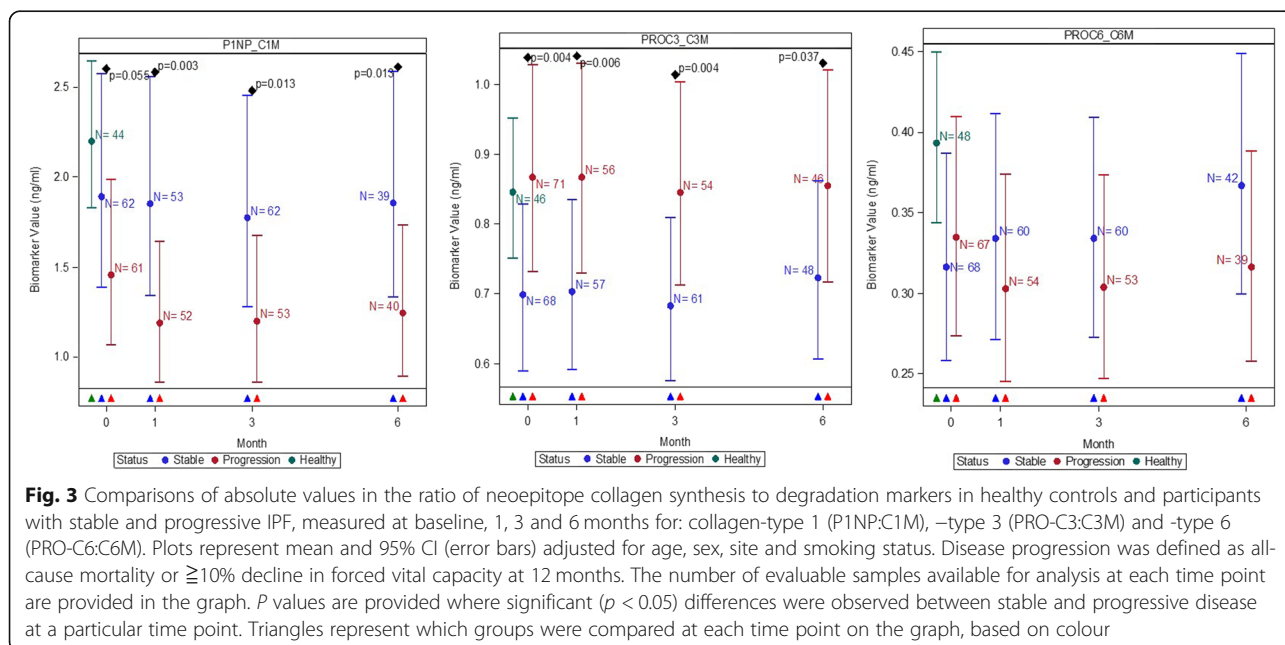 P1NP_C1M
PROC3_C3M
PROC6_C6M
Biomarker Value (ng/ml)
2.5
2.0
1.5
1.0
p=0.055
p=0.003
p=0.013
p=0.013
N= 44
N= 62
N= 53
N= 62
N= 39
N= 61
N= 52
N= 53
N= 40
0
1
3
6
Month
Status Stable Progression Healthy
Biomarker Value (ng/ml)
1.0
0.9
0.8
0.7
0.6
p=0.004
p=0.006
p=0.004
p=0.037
N= 46
N= 71
N= 56
N= 54
N= 46
N= 68
N= 57
N= 61
N= 48
0
1
3
6
Month
Status Stable Progression Healthy
Biomarker Value (ng/ml)
0.45
0.40
0.35
0.30
0.25
N= 48
N= 67
N= 68
N= 60
N= 54
N= 60
N= 53
N= 42
N= 39
0
1
3
6
Month
Status Stable Progression Healthy
Fig. 3 Comparisons of absolute values in the ratio of neoepitope collagen synthesis to degradation markers in healthy controls and participants
with stable and progressive IPF, measured at baseline, 1, 3 and 6 months for: collagen-type 1 (P1NP:C1M), −type 3 (PRO-C3:C3M) and -type 6
(PRO-C6:C6M). Plots represent mean and 95% CI (error bars) adjusted for age, sex, site and smoking status. Disease progression was defined as all-
cause mortality or ≧10% decline in forced vital capacity at 12 months. The number of evaluable samples available for analysis at each time point
are provided in the graph. P values are provided where significant (p < 0.05) differences were observed between stable and progressive disease
at a particular time point. Triangles represent which groups were compared at each time point on the graph, based on colour